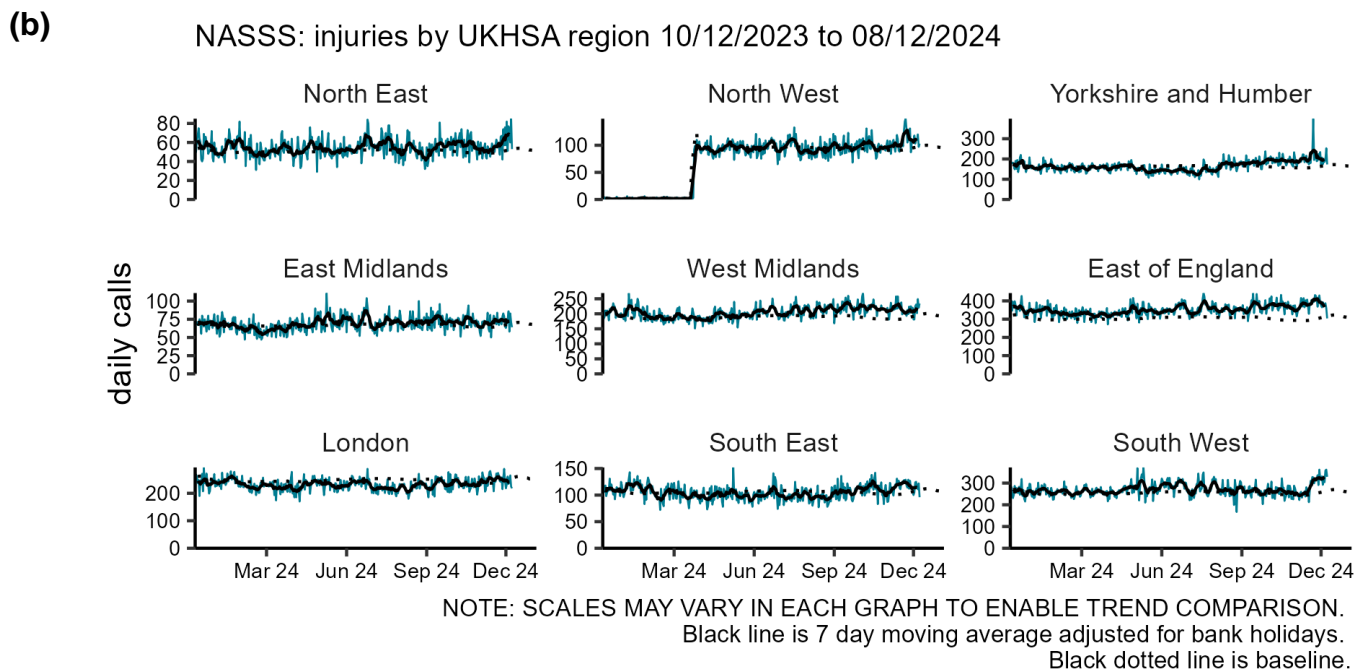 (b)
NASSS: injuries by UKHSA region 10/12/2023 to 08/12/2024
North East
North West
Yorkshire and Humber
80
60
40
20
0
100
50
0
300
200
100
0
daily calls
East Midlands
West Midlands
East of England
100
75
50
25
0
250
200
150
100
50
0
400
300
200
100
0
London
South East
South West
200
100
0
150
100
50
0
300
200
100
0
Mar 24 Jun 24 Sep 24 Dec 24
Mar 24 Jun 24 Sep 24 Dec 24
Mar 24 Jun 24 Sep 24 Dec 24
NOTE: SCALES MAY VARY IN EACH GRAPH TO ENABLE TREND COMPARISON.
Black line is 7 day moving average adjusted for bank holidays.
Black dotted line is baseline.